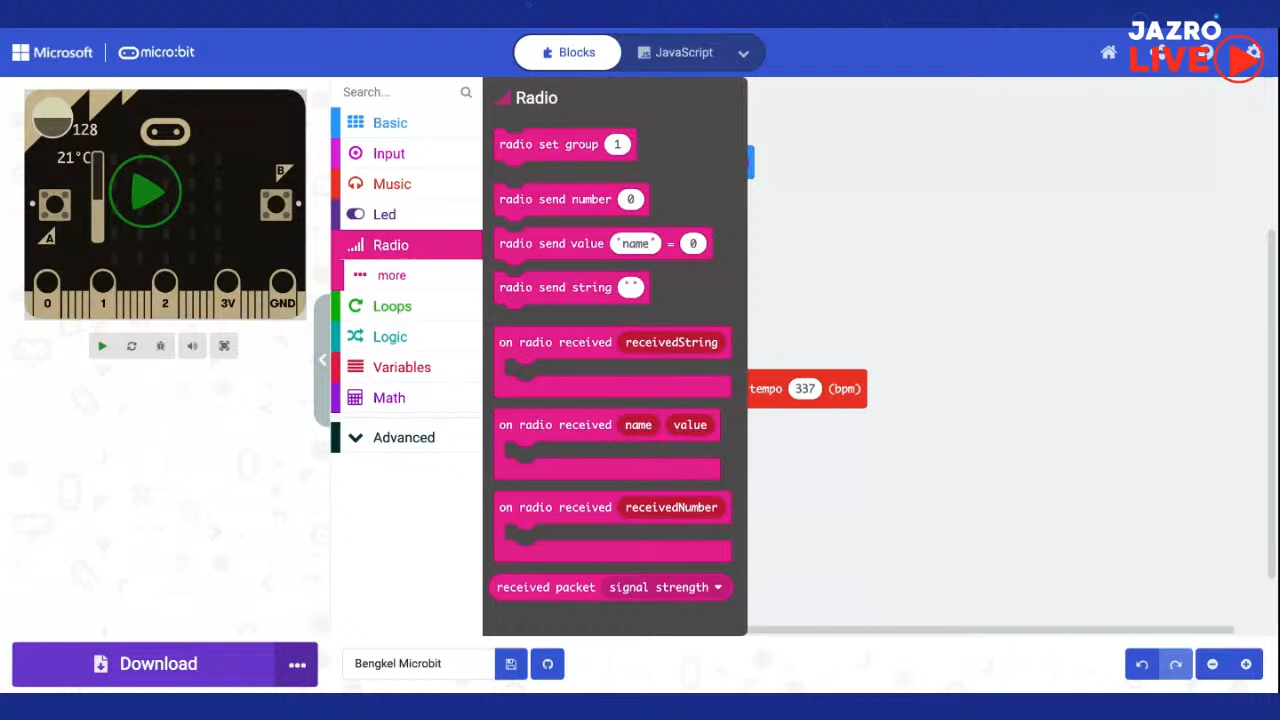 JAZRO
LIVE
Microsoft
micro:bit
Blocks
JavaScript
128
21°C
B
A
0
1
2
3V
GND
Search...
Basic
Input
Music
Led
Radio
more
Loops
Logic
Variables
Math
Advanced
Radio
radio set group 1
radio send number 0
radio send value "name" = 0
radio send string " "
on radio received receivedString
on radio received name value
on radio received receivedNumber
received packet signal strength
tempo 337 (bpm)
Download
Bengkel Microbit